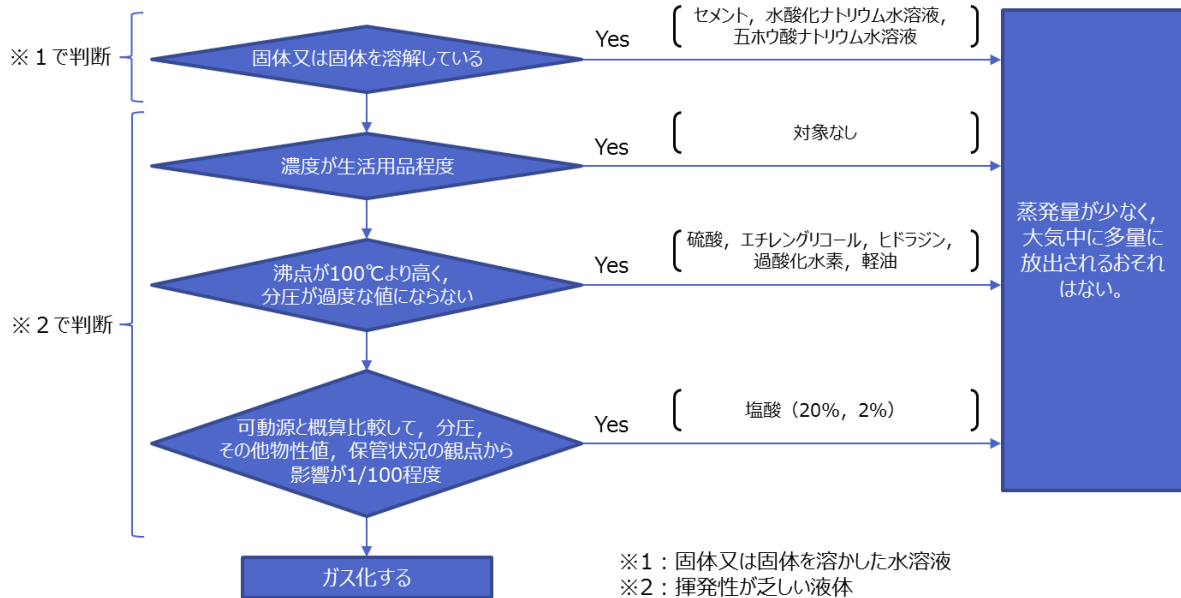 セメント，水酸化ナトリウム水溶液，
五ホウ酸ナトリウム水溶液
Yes
※１で判断
固体又は固体を溶解している
対象なし
Yes
濃度が生活用品程度
硫酸，エチレングリコール，ヒドラジン，
過酸化水素，軽油
Yes
沸点が100℃より高く，
分圧が過度な値にならない
※２で判断
塩酸（20%，2%）
Yes
可動源と概算比較して，分圧，
その他物性値，保管状況の観点から
影響が1/100程度
蒸発量が少なく，
大気中に多量に
放出されるおそれ
はない。
ガス化する
※1：固体又は固体を溶かした水溶液
※2：揮発性が乏しい液体